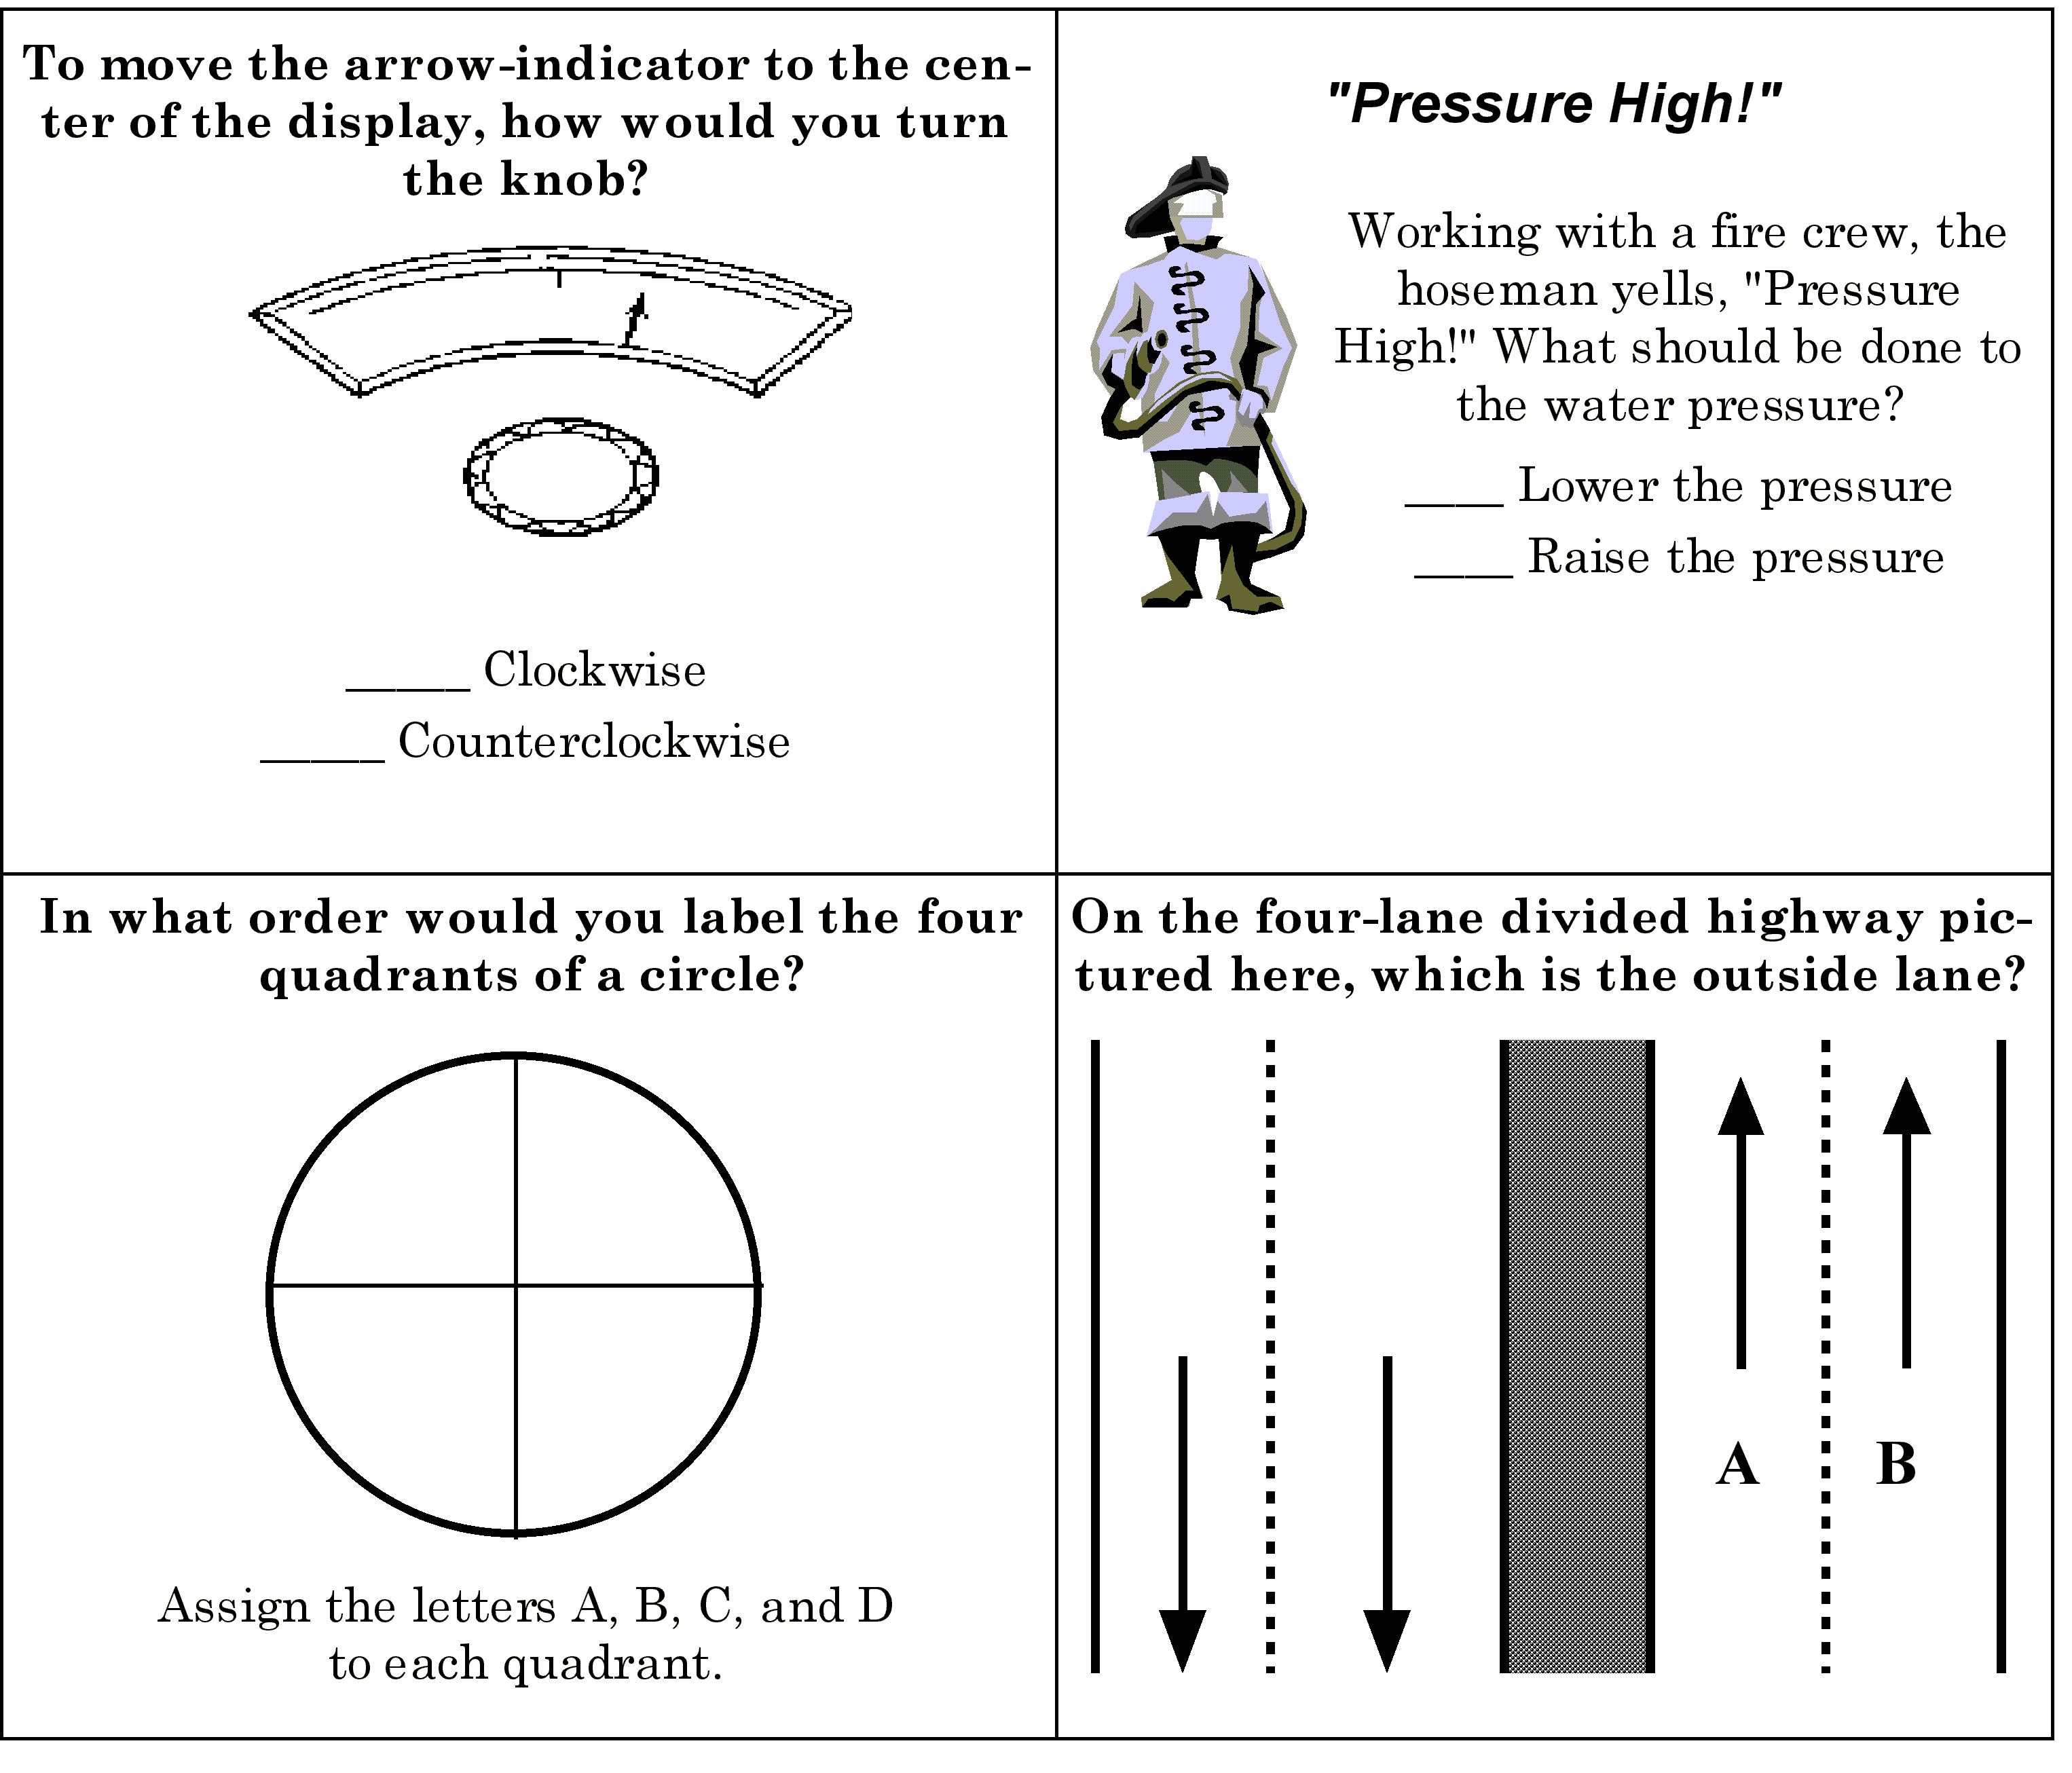 To move the arrow-indicator to the cen-
ter of the display, how would you turn
the knob?
_____ Clockwise
_____ Counterclockwise
"Pressure High!"
Working with a fire crew, the
hoseman yells, "Pressure
High!" What should be done to
the water pressure?
____ Lower the pressure
____ Raise the pressure
In what order would you label the four
quadrants of a circle?
Assign the letters A, B, C, and D
to each quadrant.
On the four-lane divided highway pic-
tured here, which is the outside lane?
A B